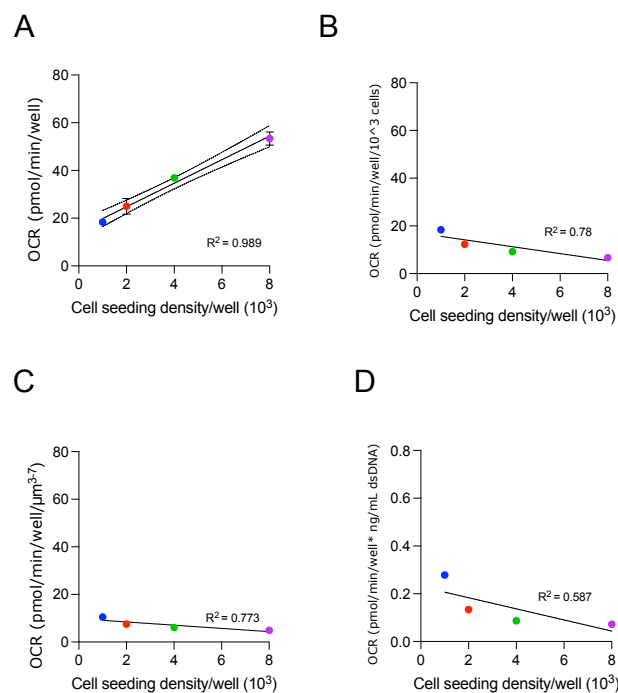 A
80
60
40
20
0
OCR (pmol/min/well)
R² = 0.989
0 2 4 6 8
Cell seeding density/well (10³)
B
80
60
40
20
0
OCR (pmol/min/well/10^3 cells)
R² = 0.78
0 2 4 6 8
Cell seeding density/well (10³)
C
80
60
40
20
0
OCR (pmol/min/well/µm³⁻⁷)
R² = 0.773
0 2 4 6 8
Cell seeding density/well (10³)
D
0.8
0.6
0.4
0.2
0.0
OCR (pmol/min/well* ng/mL dsDNA)
R² = 0.587
0 2 4 6 8
Cell seeding density/well (10³)